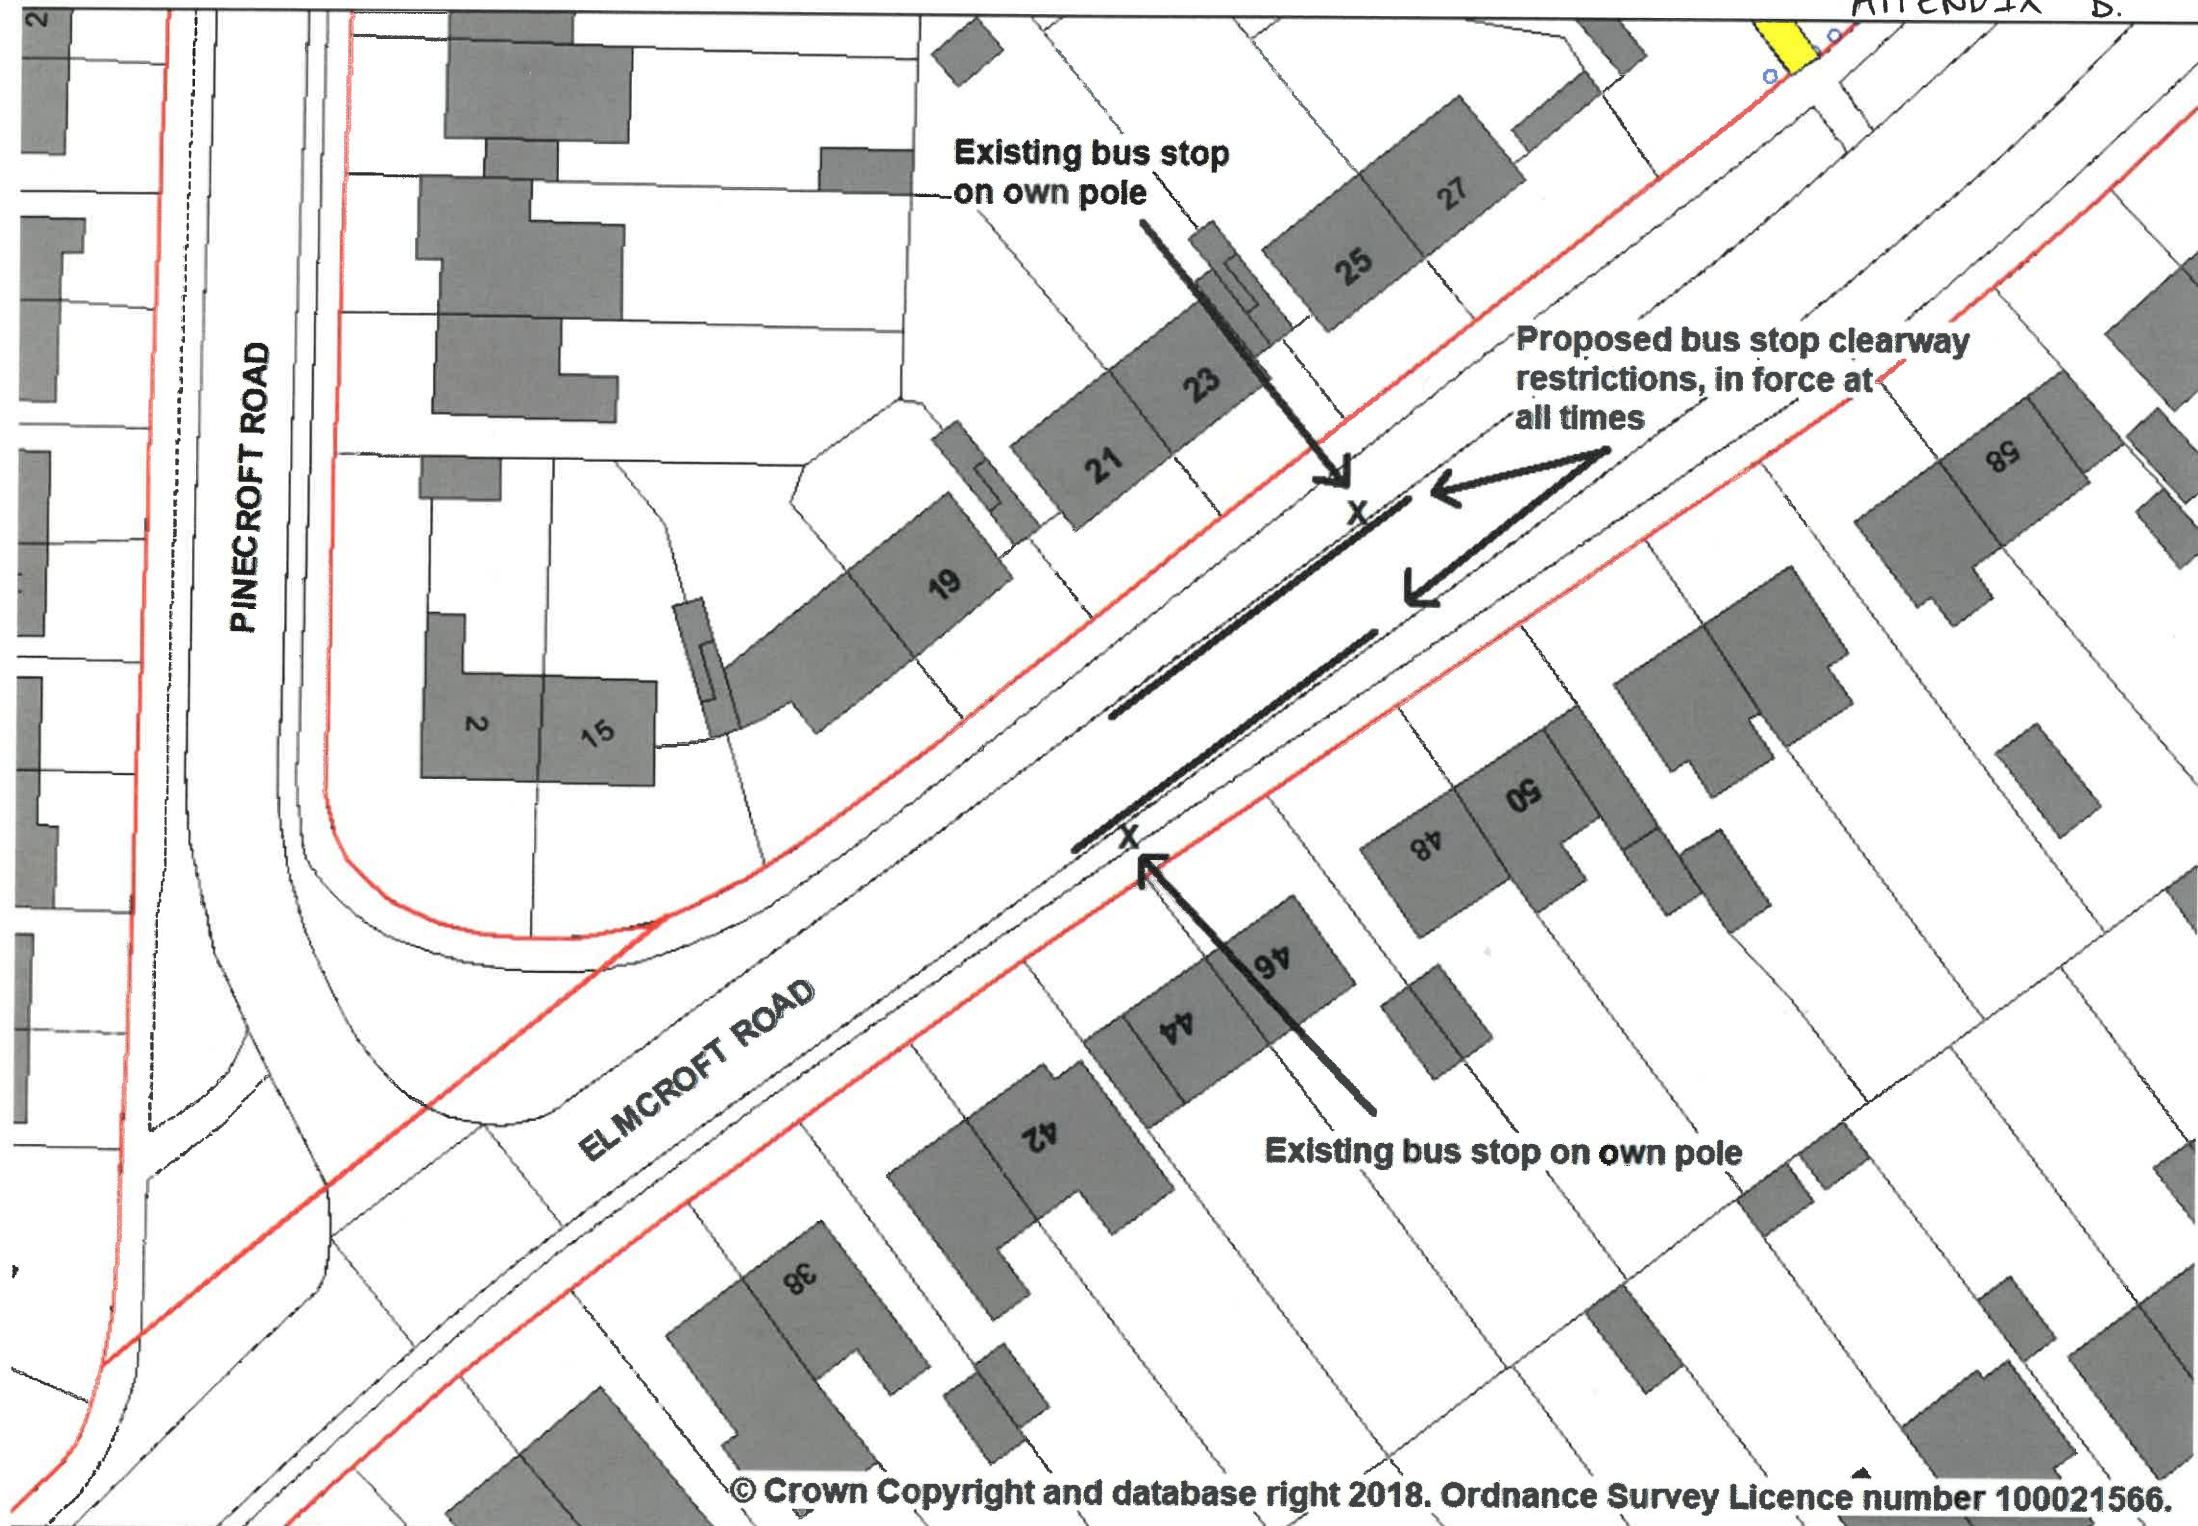 APPENDIX B.
2
Existing bus stop
on own pole
27
25
Proposed bus stop clearway
restrictions, in force at
all times
23
21
58
PINECROFT ROAD
X
19
2
15
50
48
X
46
44
ELMCROFT ROAD
42
Existing bus stop on own pole
38
© Crown Copyright and database right 2018. Ordnance Survey Licence number 100021566.